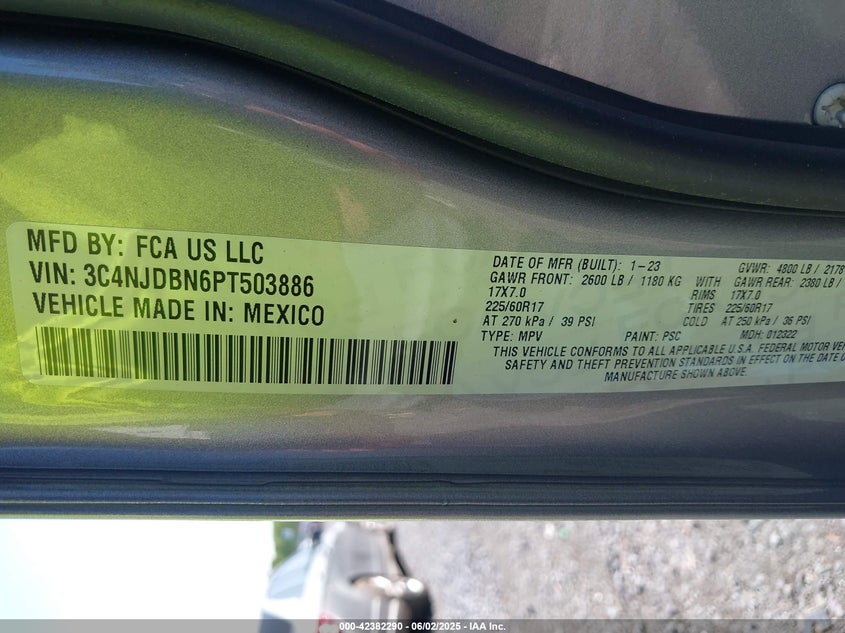 MFD BY: FCA US LLC
VIN: 3C4NJDBN6PT503886
VEHICLE MADE IN: MEXICO
DATE OF MFR (BUILT): 1-23 GVWR: 4800 LB / 2178
GAWR FRONT: 2600 LB / 1180 KG WITH GAWR REAR: 2380 LB /
17X7.0 RIMS 17X7.0
225/60R17 TIRES 225/60R17
AT 270 kPa / 39 PSI COLD AT 250 kPa / 36 PSI
TYPE: MPV PAINT: PSC MDH: 012322
THIS VEHICLE CONFORMS TO ALL APPLICABLE U.S.A. FEDERAL MOTOR
SAFETY AND THEFT PREVENTION STANDARDS IN EFFECT ON THE DATE
MANUFACTURE SHOWN ABOVE.
000-42382290 - 06/02/2025 - IAA Inc.